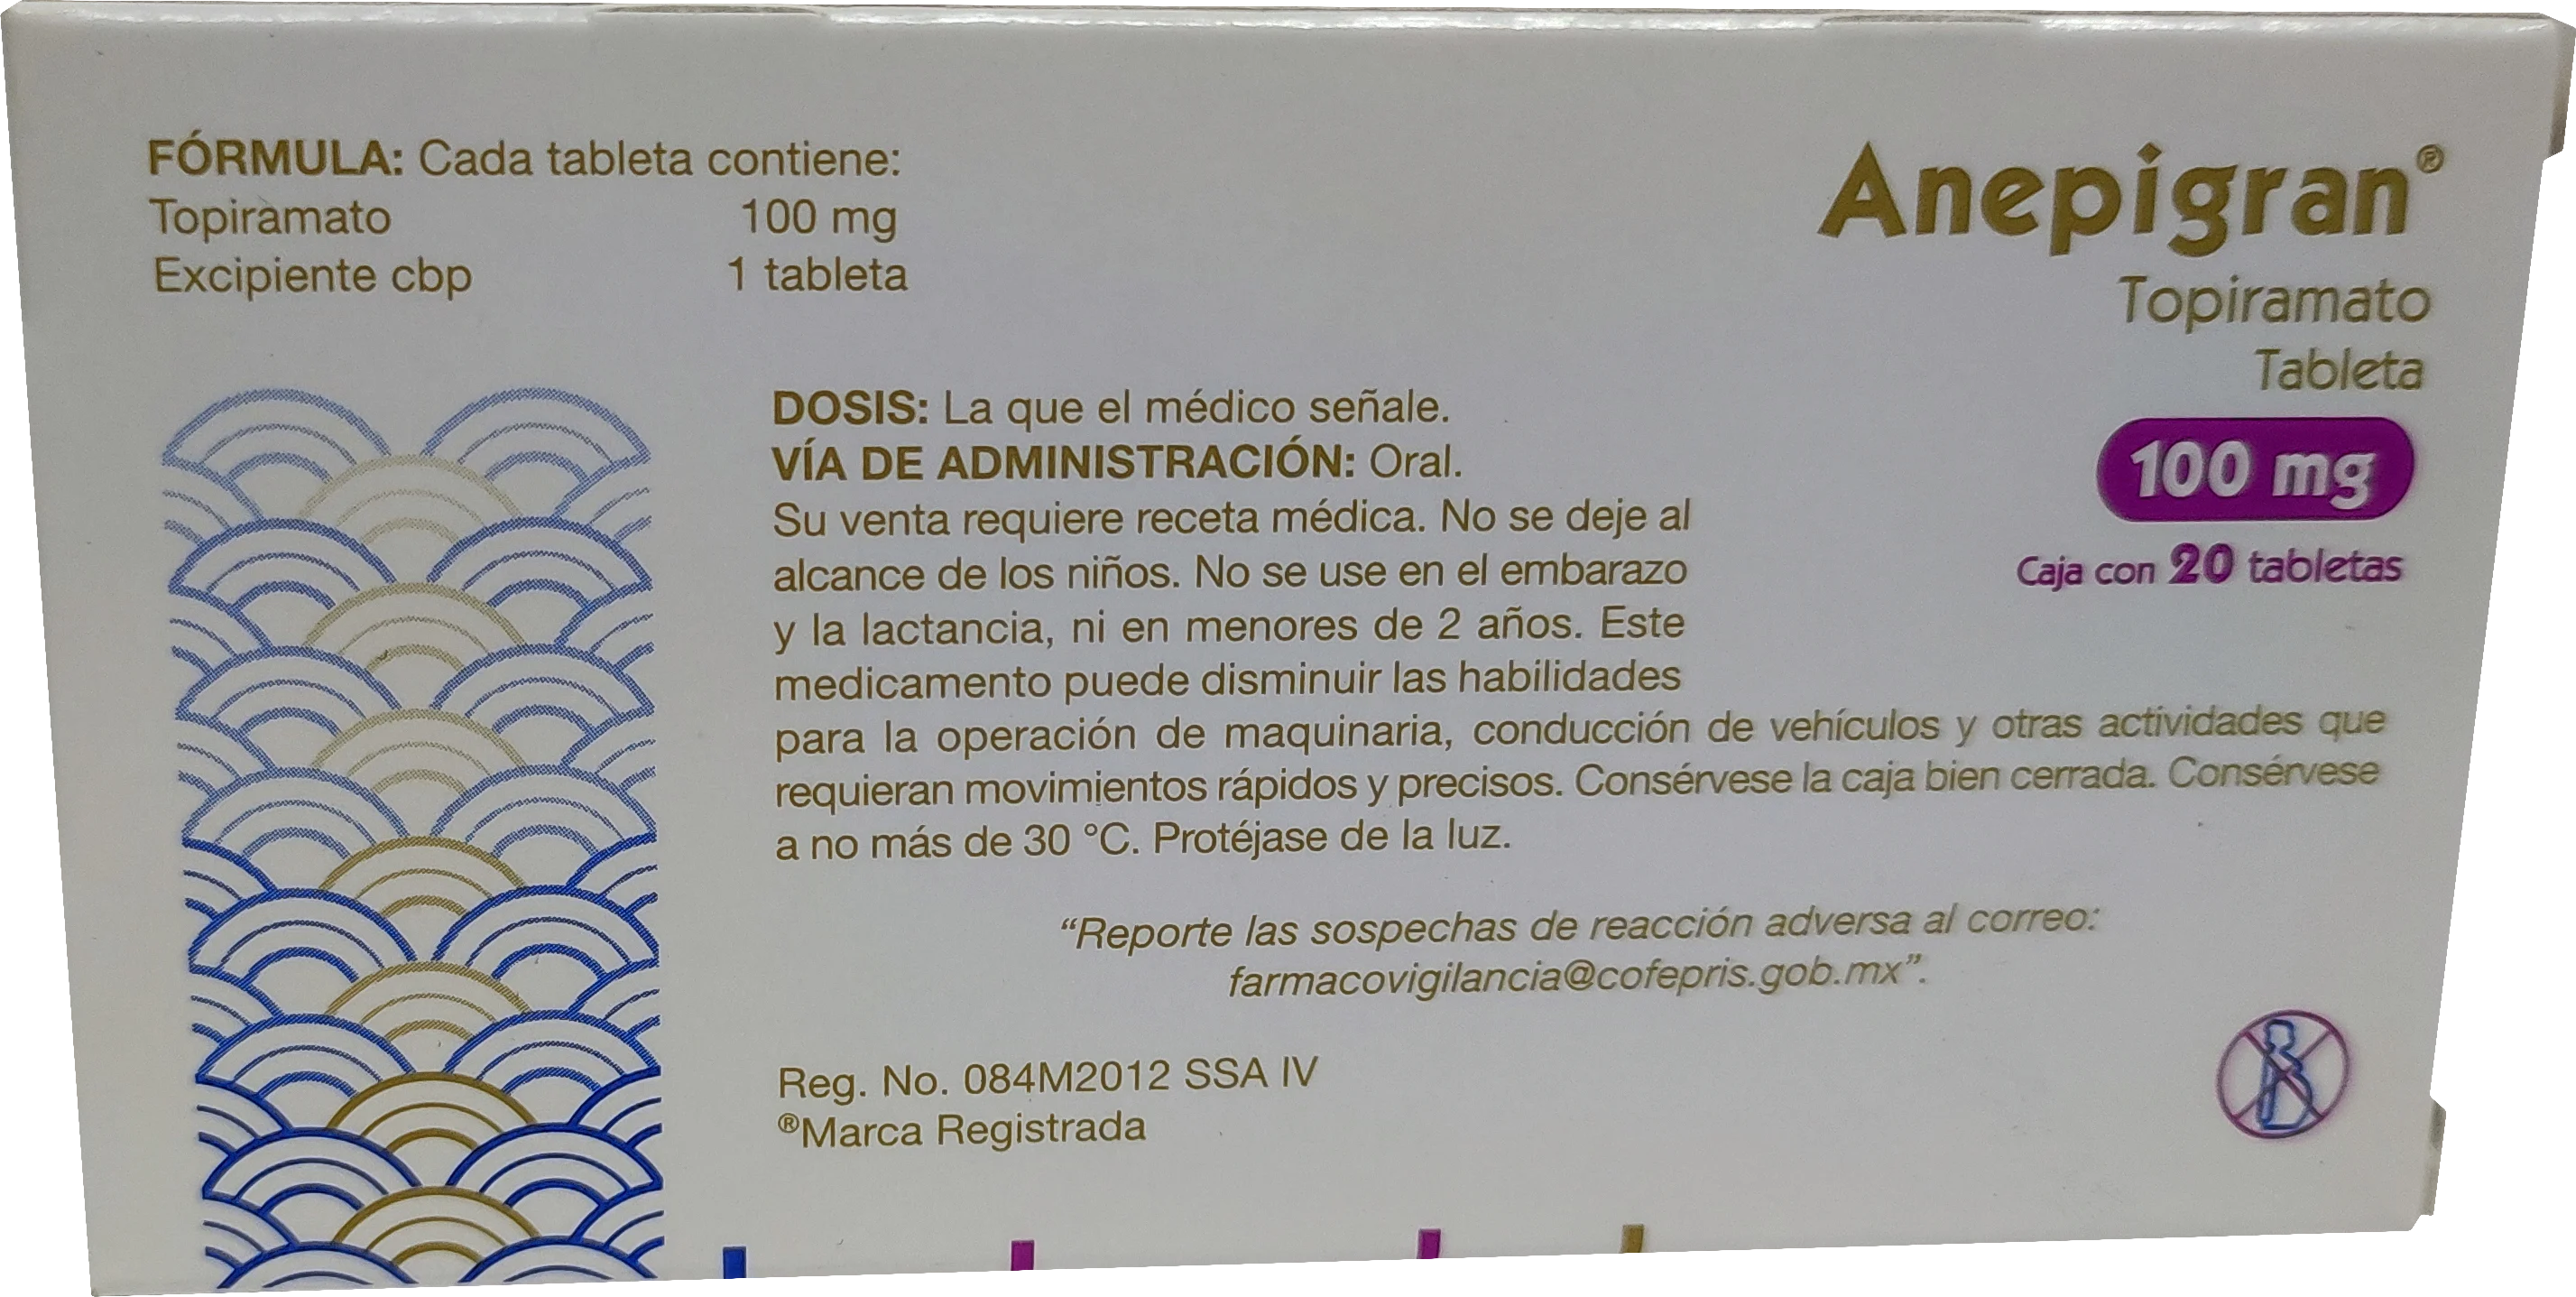 FÓRMULA: Cada tableta contiene:
Topiramato 100 mg
Excipiente cbp 1 tableta
Anepigran®
Topiramato
Tableta
100 mg
Caja con 20 tabletas
DOSIS: La que el médico señale.
VÍA DE ADMINISTRACIÓN: Oral.
Su venta requiere receta médica. No se deje al
alcance de los niños. No se use en el embarazo
y la lactancia, ni en menores de 2 años. Este
medicamento puede disminuir las habilidades
para la operación de maquinaria, conducción de vehículos y otras actividades que
requieran movimientos rápidos y precisos. Consérvese la caja bien cerrada. Consérvese
a no más de 30 °C. Protéjase de la luz.
“Reporte las sospechas de reacción adversa al correo:
farmacovigilancia@cofepris.gob.mx”.
Reg. No. 084M2012 SSA IV
®Marca Registrada